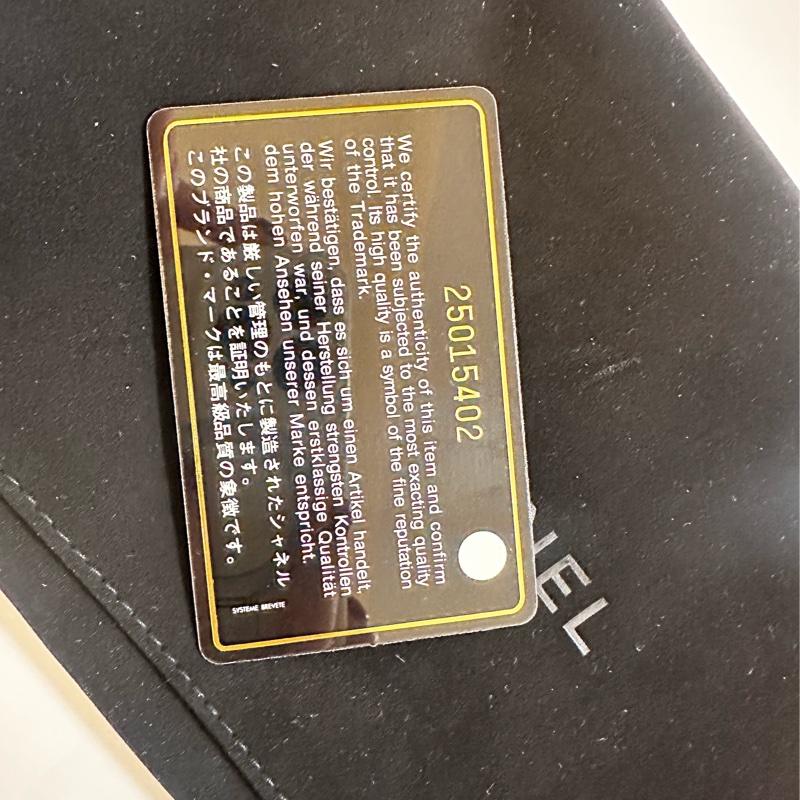 25015402
We certify the authenticity of this item and confirm
that it has been subjected to the most exacting quality
control. Its high quality is a symbol of the fine reputation
of the Trademark.
Wir bestätigen, dass es sich um einen Artikel handelt,
der während seiner Herstellung strengsten Kontrollen
unterworfen war, und dessen erstklassige Qualität
dem hohen Ansehen unserer Marke entspricht.
この製品は厳しい管理のもとに製造されたシャネル
社の商品であることを証明いたします。
このブランド・マークは最高級品質の象徴です。
SYSTEME BREVETE
NEL